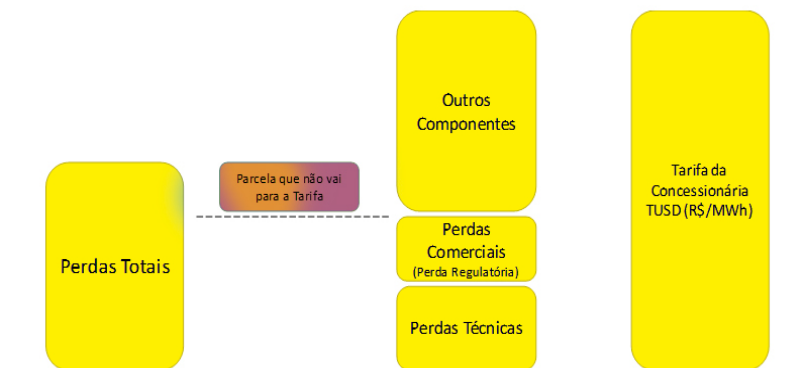 Perdas Totais
Parcela que não vai
para a Tarifa
Outros
Componentes
Perdas
Comerciais
(Perda Regulatória)
Perdas Técnicas
Tarifa da
Concessionária
TUSD (R$/MWh)